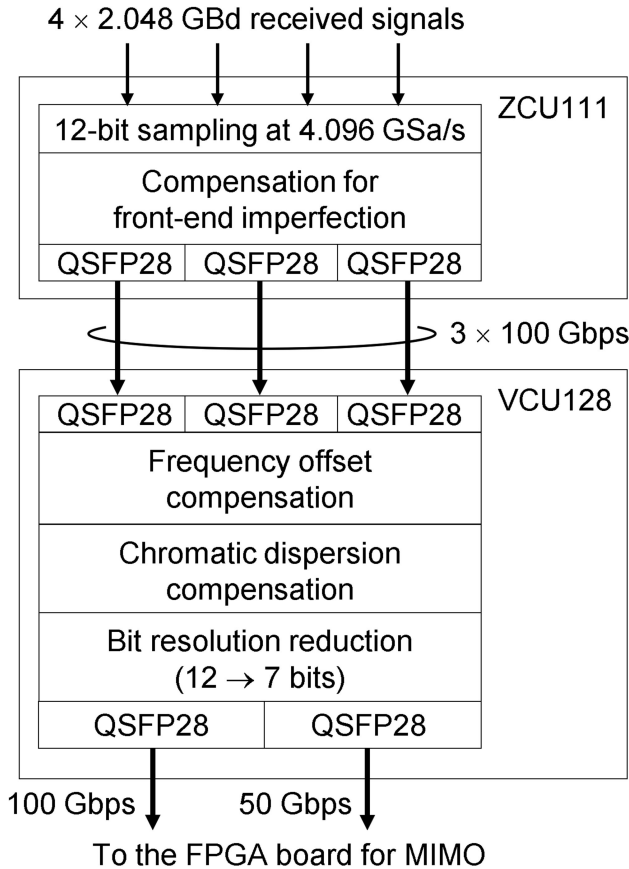 4 × 2.048 GBd received signals
ZCU111
12-bit sampling at 4.096 GSa/s
Compensation for
front-end imperfection
QSFP28 QSFP28 QSFP28
3 × 100 Gbps
VCU128
QSFP28 QSFP28 QSFP28
Frequency offset
compensation
Chromatic dispersion
compensation
Bit resolution reduction
(12 → 7 bits)
QSFP28 QSFP28
100 Gbps 50 Gbps
To the FPGA board for MIMO